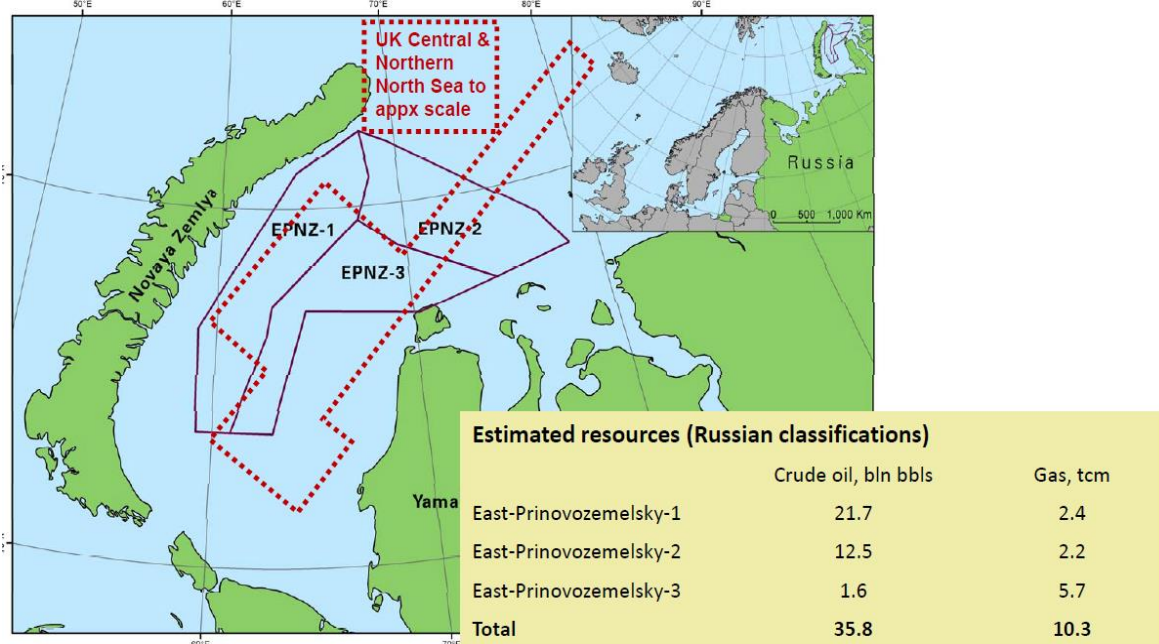 50°E 60°E 70°E 80°E 90°E
UK Central &
Northern
North Sea to
appx scale
Russia
0 500 1,000 Km
Novaya Zemlya
EPNZ-1
EPNZ-2
EPNZ-3
Yama
Estimated resources (Russian classifications)
Crude oil, bln bbls Gas, tcm
East-Prinovozemelsky-1 21.7 2.4
East-Prinovozemelsky-2 12.5 2.2
East-Prinovozemelsky-3 1.6 5.7
Total 35.8 10.3